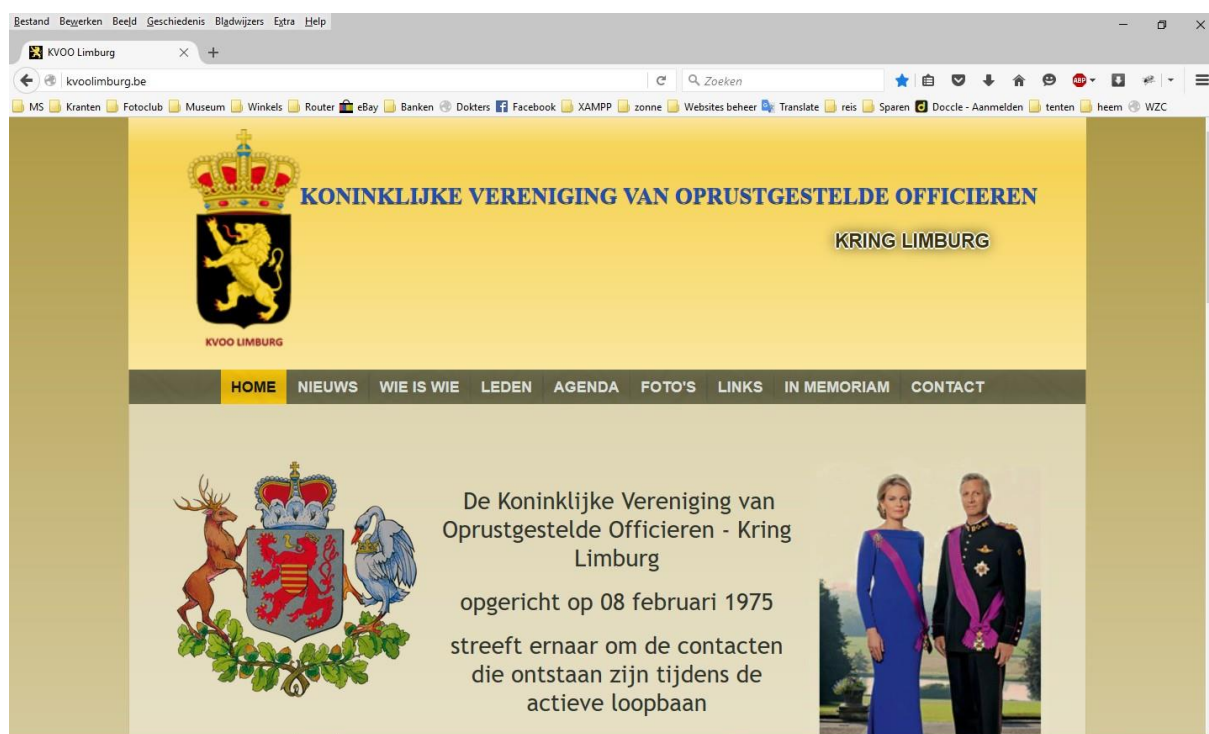 Bestand Bewerken Beeld Geschiedenis Bladwijzers Extra Help
KVOO Limburg
kvoolimburg.be
Zoeken
ABP
MS Kranten Fotoclub Museum Winkels Router eBay Banken Dokters Facebook XAMPP zonne Websites beheer Translate reis Sparen Doccle - Aanmelden tenten heem WZC
KONINKLIJKE VERENIGING VAN OPRUSTGESTELDE OFFICIEREN
KRING LIMBURG
KVOO LIMBURG
HOME NIEUWS WIE IS WIE LEDEN AGENDA FOTO'S LINKS IN MEMORIAM CONTACT
De Koninklijke Vereniging van
Oprustgestelde Officieren - Kring
Limburg
opgericht op 08 februari 1975
streeft ernaar om de contacten
die ontstaan zijn tijdens de
actieve loopbaan